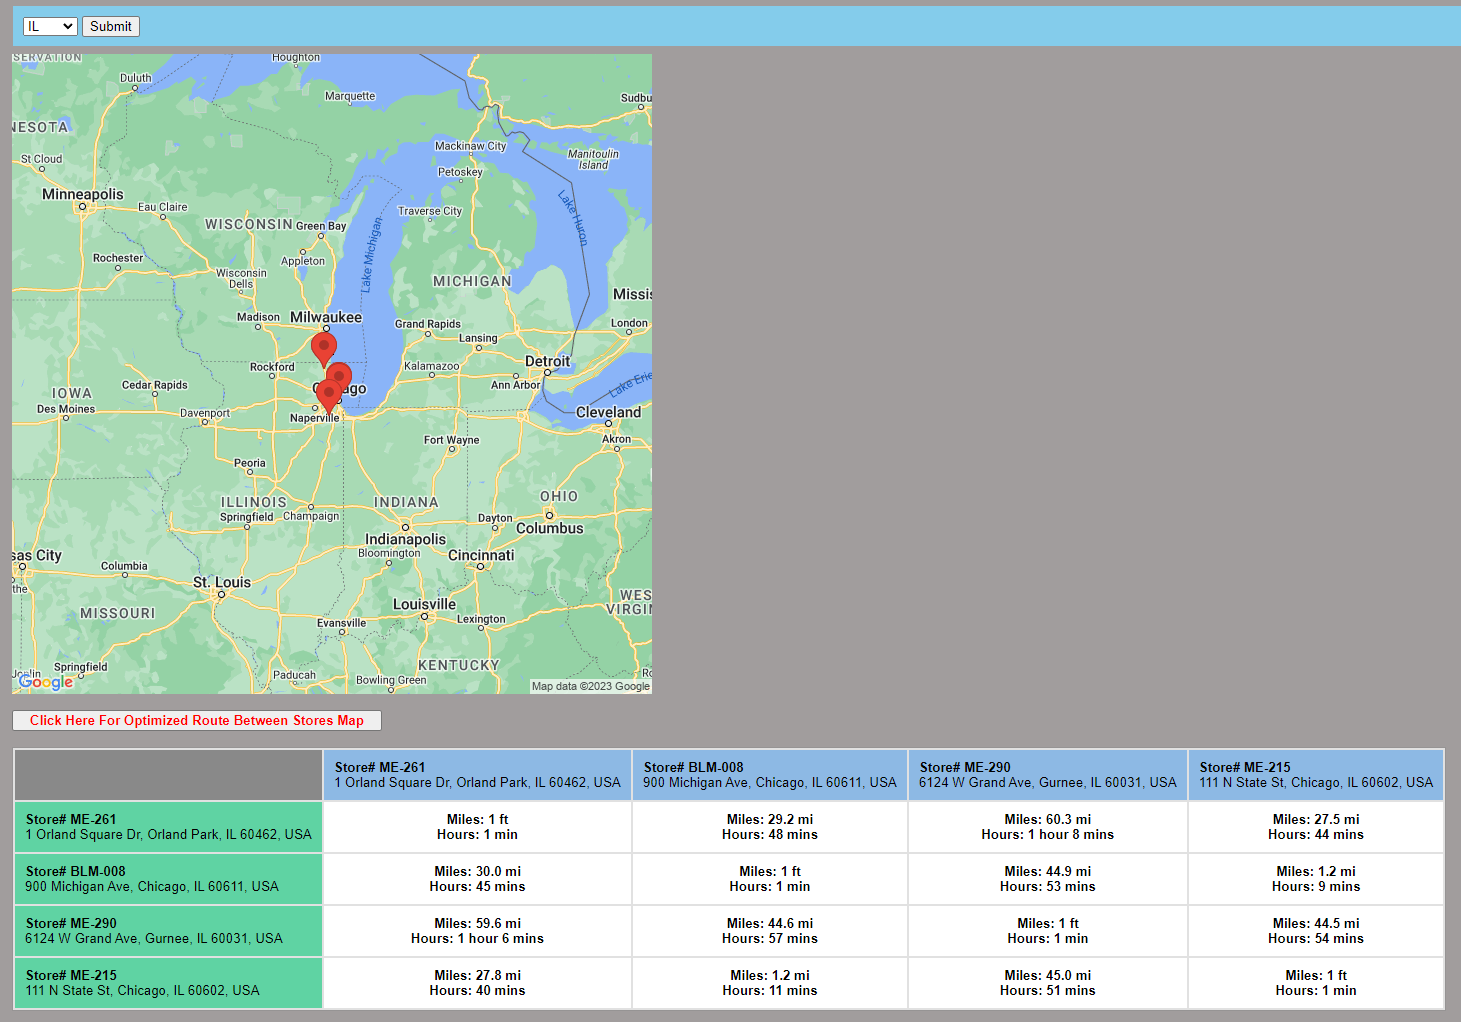 IL Submit
SERVATION
Houghton
Duluth
Marquette
Sudbu
NESOTA
Mackinaw City
Manitoulin
Island
St Cloud
Petoskey
Minneapolis
Eau Claire
Traverse City
Lake Huron
WISCONSIN
Green Bay
Lake Michigan
Rochester
Appleton
Wisconsin
Dells
MICHIGAN
Missis
Madison
Milwaukee
Grand Rapids
London
Lansing
Rockford
Kalamazoo
Detroit
Ann Arbor
Lake Erie
Cedar Rapids
IOWA
Des Moines
Davenport
Naperville
Cleveland
Akron
Fort Wayne
Peoria
ILLINOIS
INDIANA
OHIO
Springfield
Champaign
Dayton
Columbus
Indianapolis
Bloomington
Cincinnati
sas City
Columbia
the
St. Louis
MISSOURI
Louisville
WES
VIRGIN
Evansville
Lexington
KENTUCKY
Springfield
Joplin
Paducah
Bowling Green
Ro
Google
Map data ©2023 Google
Click Here For Optimized Route Between Stores Map
Store# ME-261
1 Orland Square Dr, Orland Park, IL 60462, USA
Store# BLM-008
900 Michigan Ave, Chicago, IL 60611, USA
Store# ME-290
6124 W Grand Ave, Gurnee, IL 60031, USA
Store# ME-215
111 N State St, Chicago, IL 60602, USA
Store# ME-261
1 Orland Square Dr, Orland Park, IL 60462, USA
Miles: 1 ft
Hours: 1 min
Miles: 29.2 mi
Hours: 48 mins
Miles: 60.3 mi
Hours: 1 hour 8 mins
Miles: 27.5 mi
Hours: 44 mins
Store# BLM-008
900 Michigan Ave, Chicago, IL 60611, USA
Miles: 30.0 mi
Hours: 45 mins
Miles: 1 ft
Hours: 1 min
Miles: 44.9 mi
Hours: 53 mins
Miles: 1.2 mi
Hours: 9 mins
Store# ME-290
6124 W Grand Ave, Gurnee, IL 60031, USA
Miles: 59.6 mi
Hours: 1 hour 6 mins
Miles: 44.6 mi
Hours: 57 mins
Miles: 1 ft
Hours: 1 min
Miles: 44.5 mi
Hours: 54 mins
Store# ME-215
111 N State St, Chicago, IL 60602, USA
Miles: 27.8 mi
Hours: 40 mins
Miles: 1.2 mi
Hours: 11 mins
Miles: 45.0 mi
Hours: 51 mins
Miles: 1 ft
Hours: 1 min